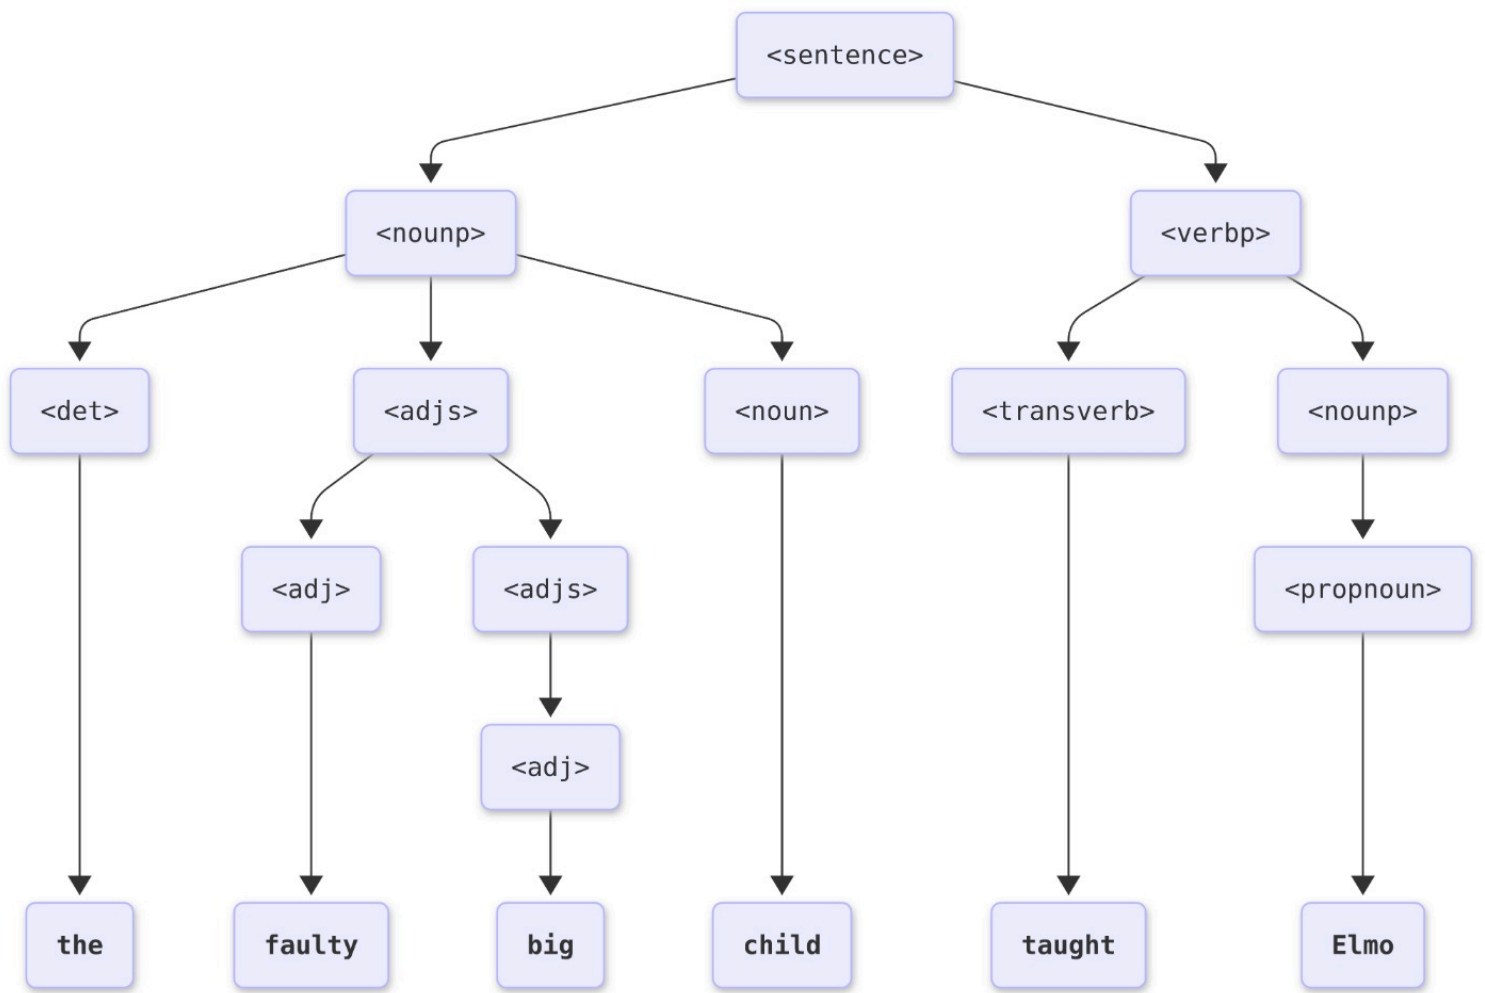 <sentence>
<nounp> <verbp>
<det> <adjs> <noun> <transverb> <nounp>
<adj> <adjs> <propnoun>
<adj>
the faulty big child taught Elmo